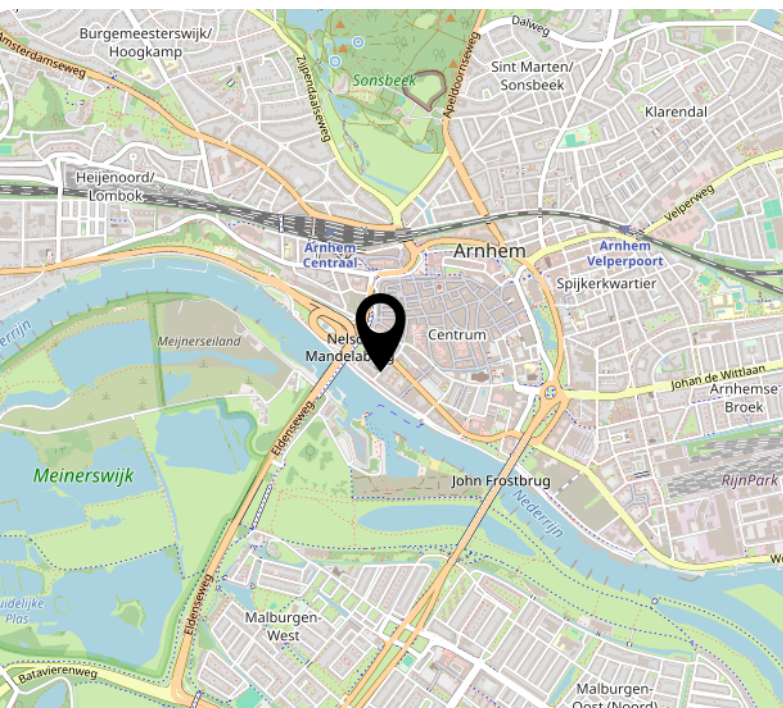 Burgemeesterswijk/
Hoogkamp
Dalweg
Amsterdamseweg
Zijpendaalseweg
Sonsbeek
Apeldoornseweg
Sint Marten/
Sonsbeek
Klarendal
Heijenoord/
Lombok
Velperweg
Arnhem
Centraal
Arnhem
Arnhem
Velperpoort
Spijkerkwartier
Meijnerseiland
Centrum
Johan de Wittlaan
Arnhemse
Broek
Eldenseweg
Meinerswijk
John Frostbrug
RijnPark
Nederrijn
Eldenseweg
Malburgen-
West
Batavierenweg
Malburgen-
Oost (Noord)